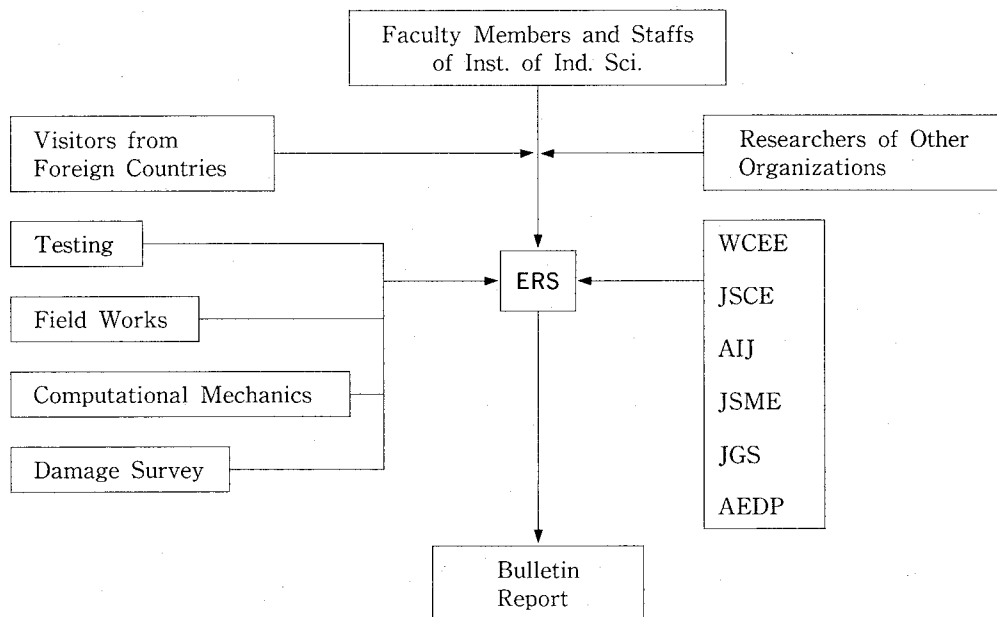 Faculty Members and Staffs
of Inst. of Ind. Sci.
Visitors from
Foreign Countries
Researchers of Other
Organizations
Testing
Field Works
Computational Mechanics
Damage Survey
ERS
WCEE
JSCE
AIJ
JSME
JGS
AEDP
Bulletin
Report